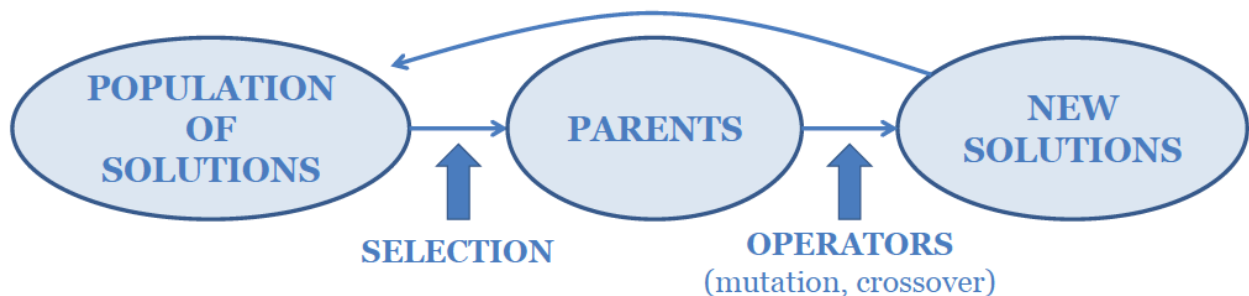 POPULATION
OF
SOLUTIONS
PARENTS
NEW
SOLUTIONS
SELECTION
OPERATORS
(mutation, crossover)